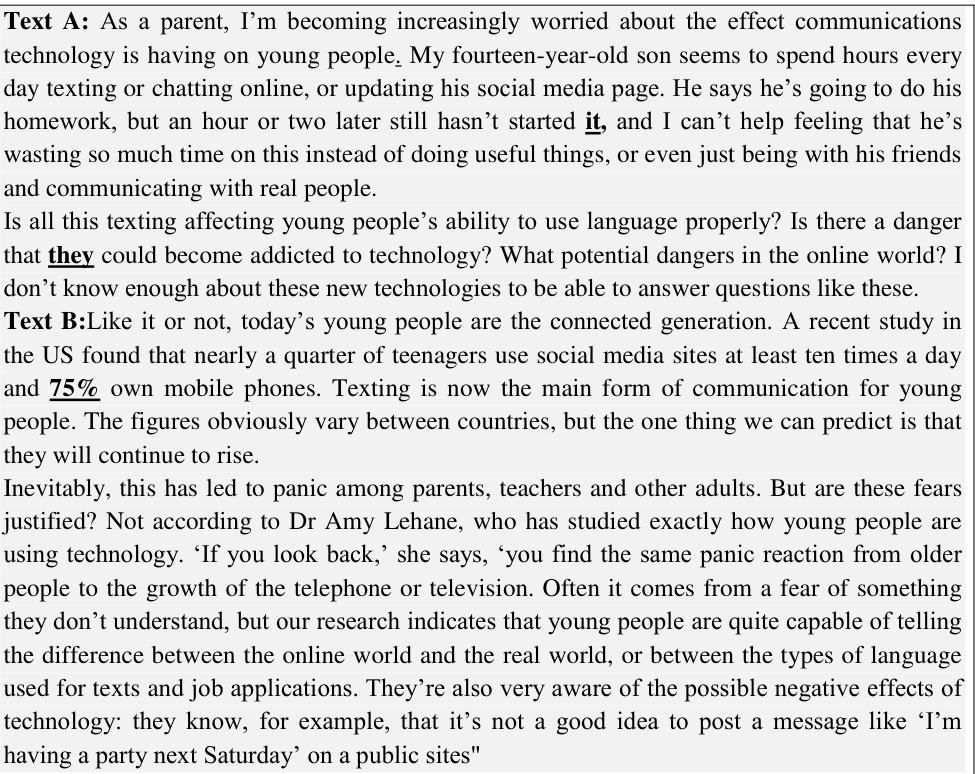 Text A: As a parent, I’m becoming increasingly worried about the effect communications
technology is having on young people. My fourteen-year-old son seems to spend hours every
day texting or chatting online, or updating his social media page. He says he’s going to do his
homework, but an hour or two later still hasn’t started it, and I can’t help feeling that he’s
wasting so much time on this instead of doing useful things, or even just being with his friends
and communicating with real people.
Is all this texting affecting young people’s ability to use language properly? Is there a danger
that they could become addicted to technology? What potential dangers in the online world? I
don’t know enough about these new technologies to be able to answer questions like these.
Text B:Like it or not, today’s young people are the connected generation. A recent study in
the US found that nearly a quarter of teenagers use social media sites at least ten times a day
and 75% own mobile phones. Texting is now the main form of communication for young
people. The figures obviously vary between countries, but the one thing we can predict is that
they will continue to rise.
Inevitably, this has led to panic among parents, teachers and other adults. But are these fears
justified? Not according to Dr Amy Lehane, who has studied exactly how young people are
using technology. ‘If you look back,’ she says, ‘you find the same panic reaction from older
people to the growth of the telephone or television. Often it comes from a fear of something
they don’t understand, but our research indicates that young people are quite capable of telling
the difference between the online world and the real world, or between the types of language
used for texts and job applications. They’re also very aware of the possible negative effects of
technology: they know, for example, that it’s not a good idea to post a message like ‘I’m
having a party next Saturday’ on a public sites"